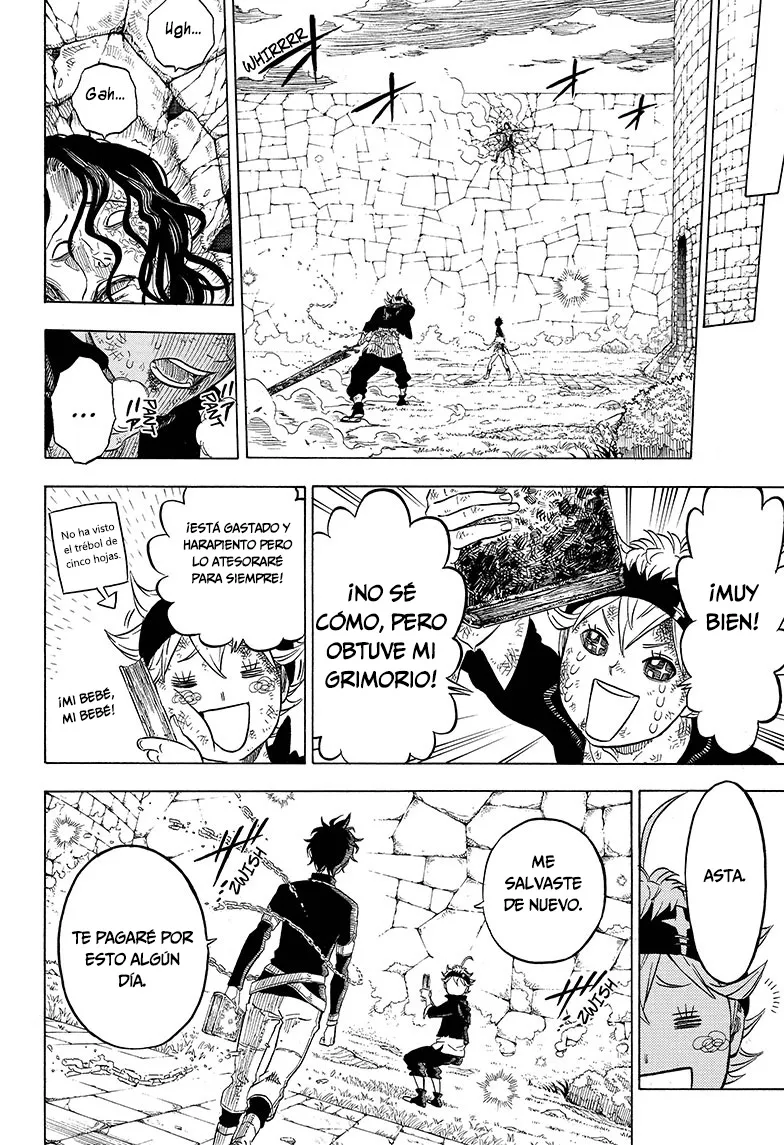 WHIRRRR
Ugh...
Gah...
PANT
PANT
...
¡MUY
BIEN!
¡NO SÉ
CÓMO, PERO
OBTUVE MI
GRIMORIO!
¡ESTÁ GASTADO Y
HARAPIENTO PERO
LO ATESORARÉ
PARA SIEMPRE!
No ha visto
el trébol de
cinco hojas.
¡MI BEBÉ,
MI BEBÉ!
ASTA.
ME
SALVASTE
DE NUEVO.
ZWISH
ZWISH
TE PAGARÉ POR
ESTO ALGÚN
DÍA.